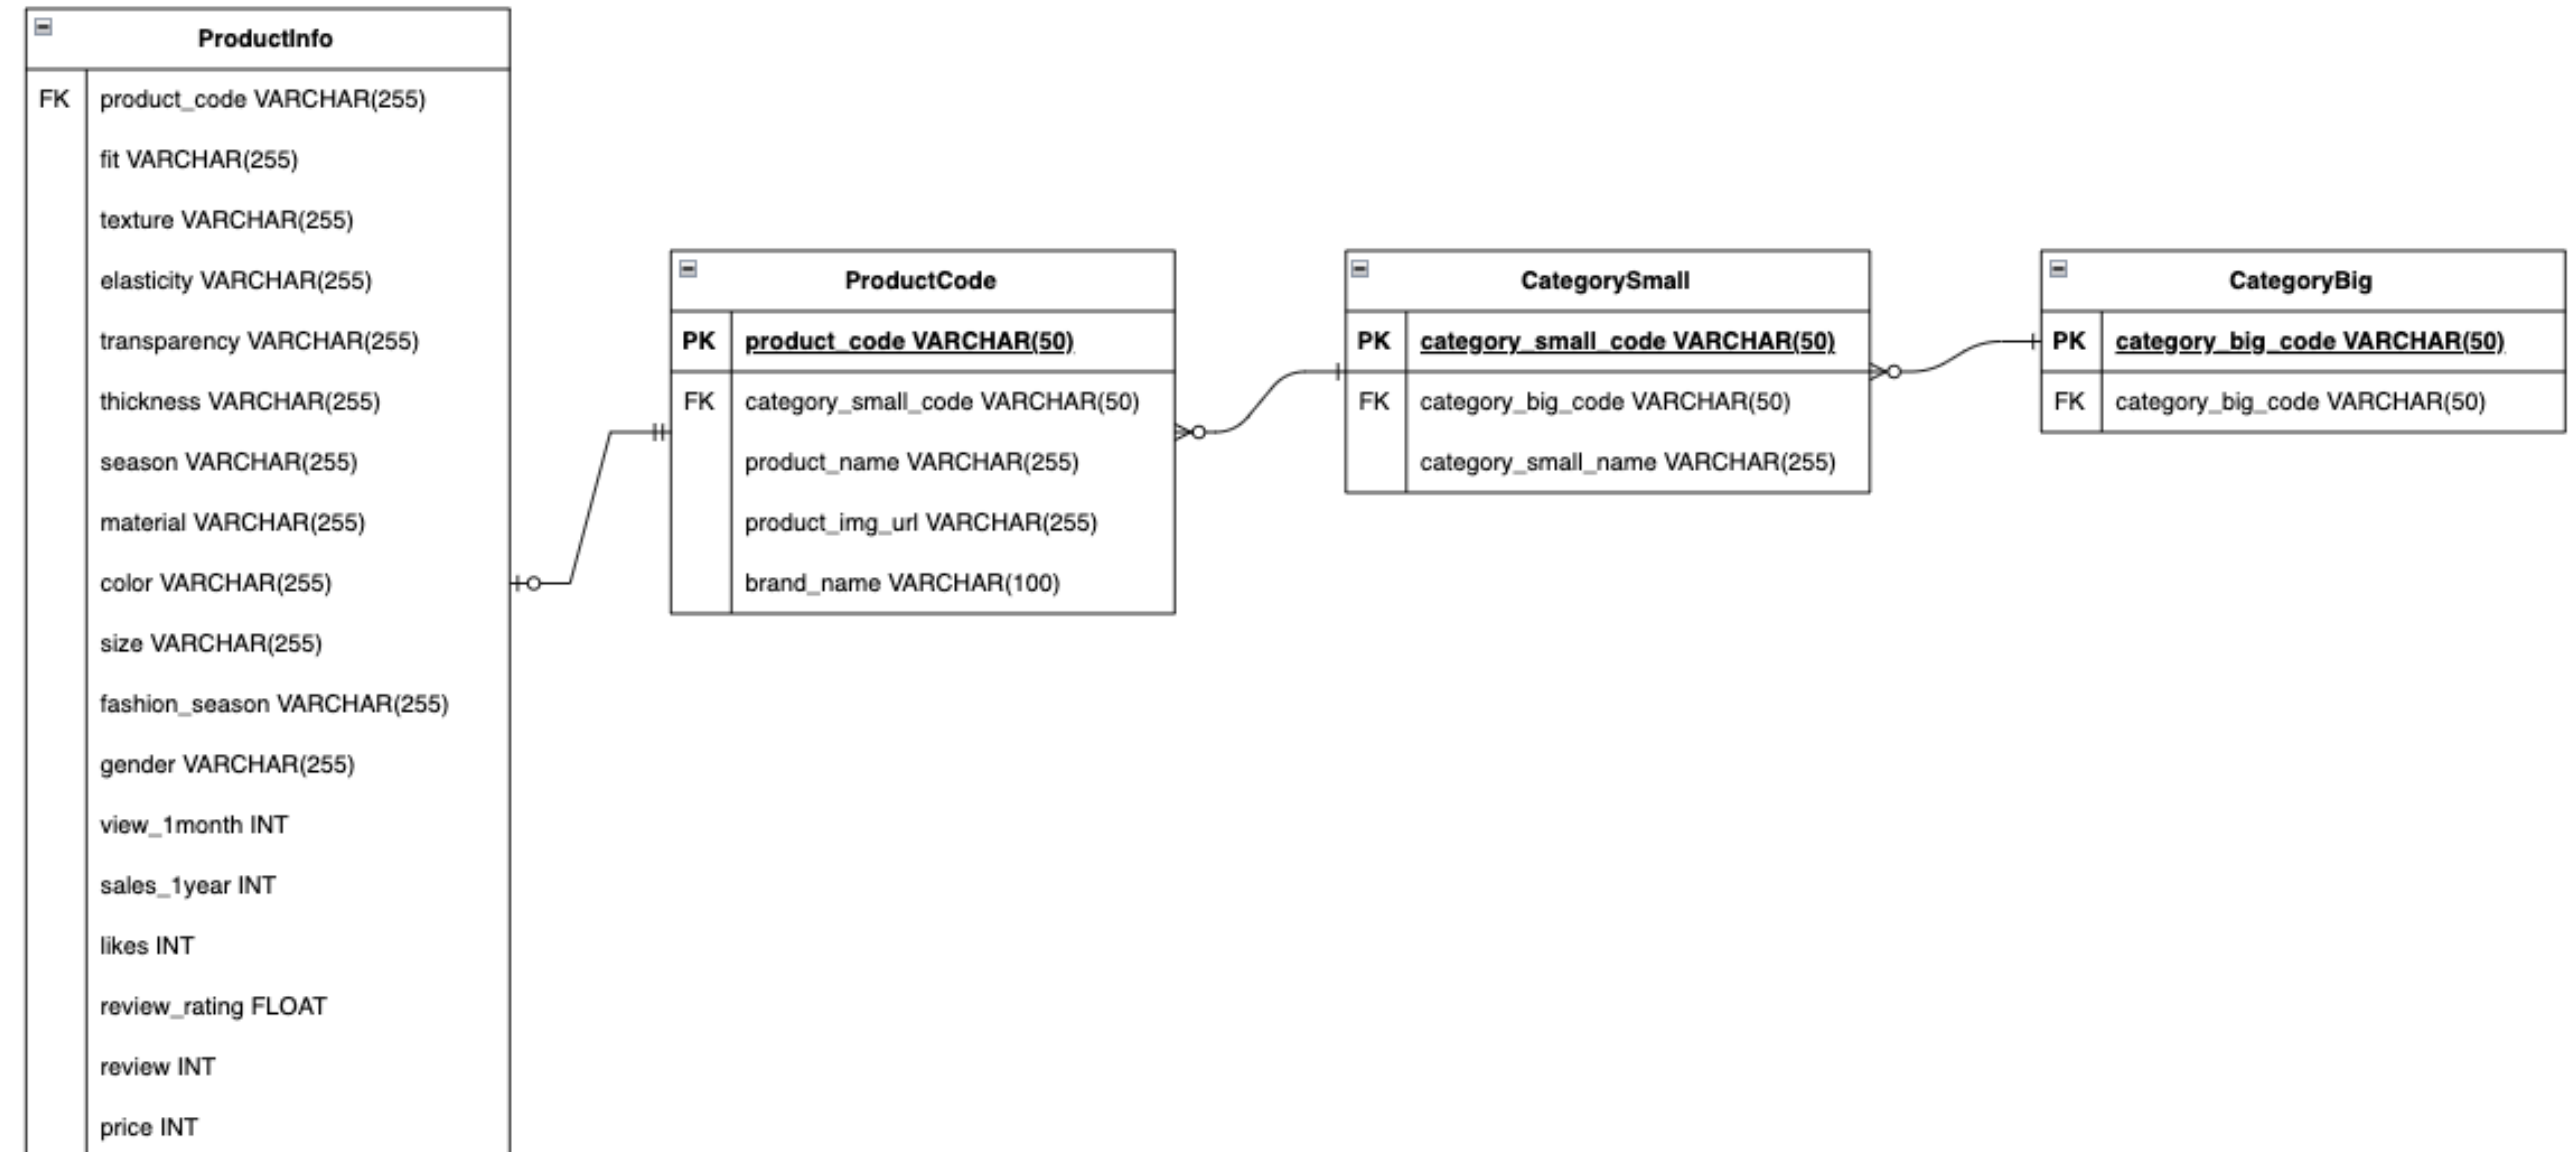 ProductInfo
FK product_code VARCHAR(255)
fit VARCHAR(255)
texture VARCHAR(255)
elasticity VARCHAR(255)
transparency VARCHAR(255)
thickness VARCHAR(255)
season VARCHAR(255)
material VARCHAR(255)
color VARCHAR(255)
size VARCHAR(255)
fashion_season VARCHAR(255)
gender VARCHAR(255)
view_1month INT
sales_1year INT
likes INT
review_rating FLOAT
review INT
price INT
ProductCode
PK product_code VARCHAR(50)
FK category_small_code VARCHAR(50)
product_name VARCHAR(255)
product_img_url VARCHAR(255)
brand_name VARCHAR(100)
CategorySmall
PK category_small_code VARCHAR(50)
FK category_big_code VARCHAR(50)
category_small_name VARCHAR(255)
CategoryBig
PK category_big_code VARCHAR(50)
FK category_big_code VARCHAR(50)